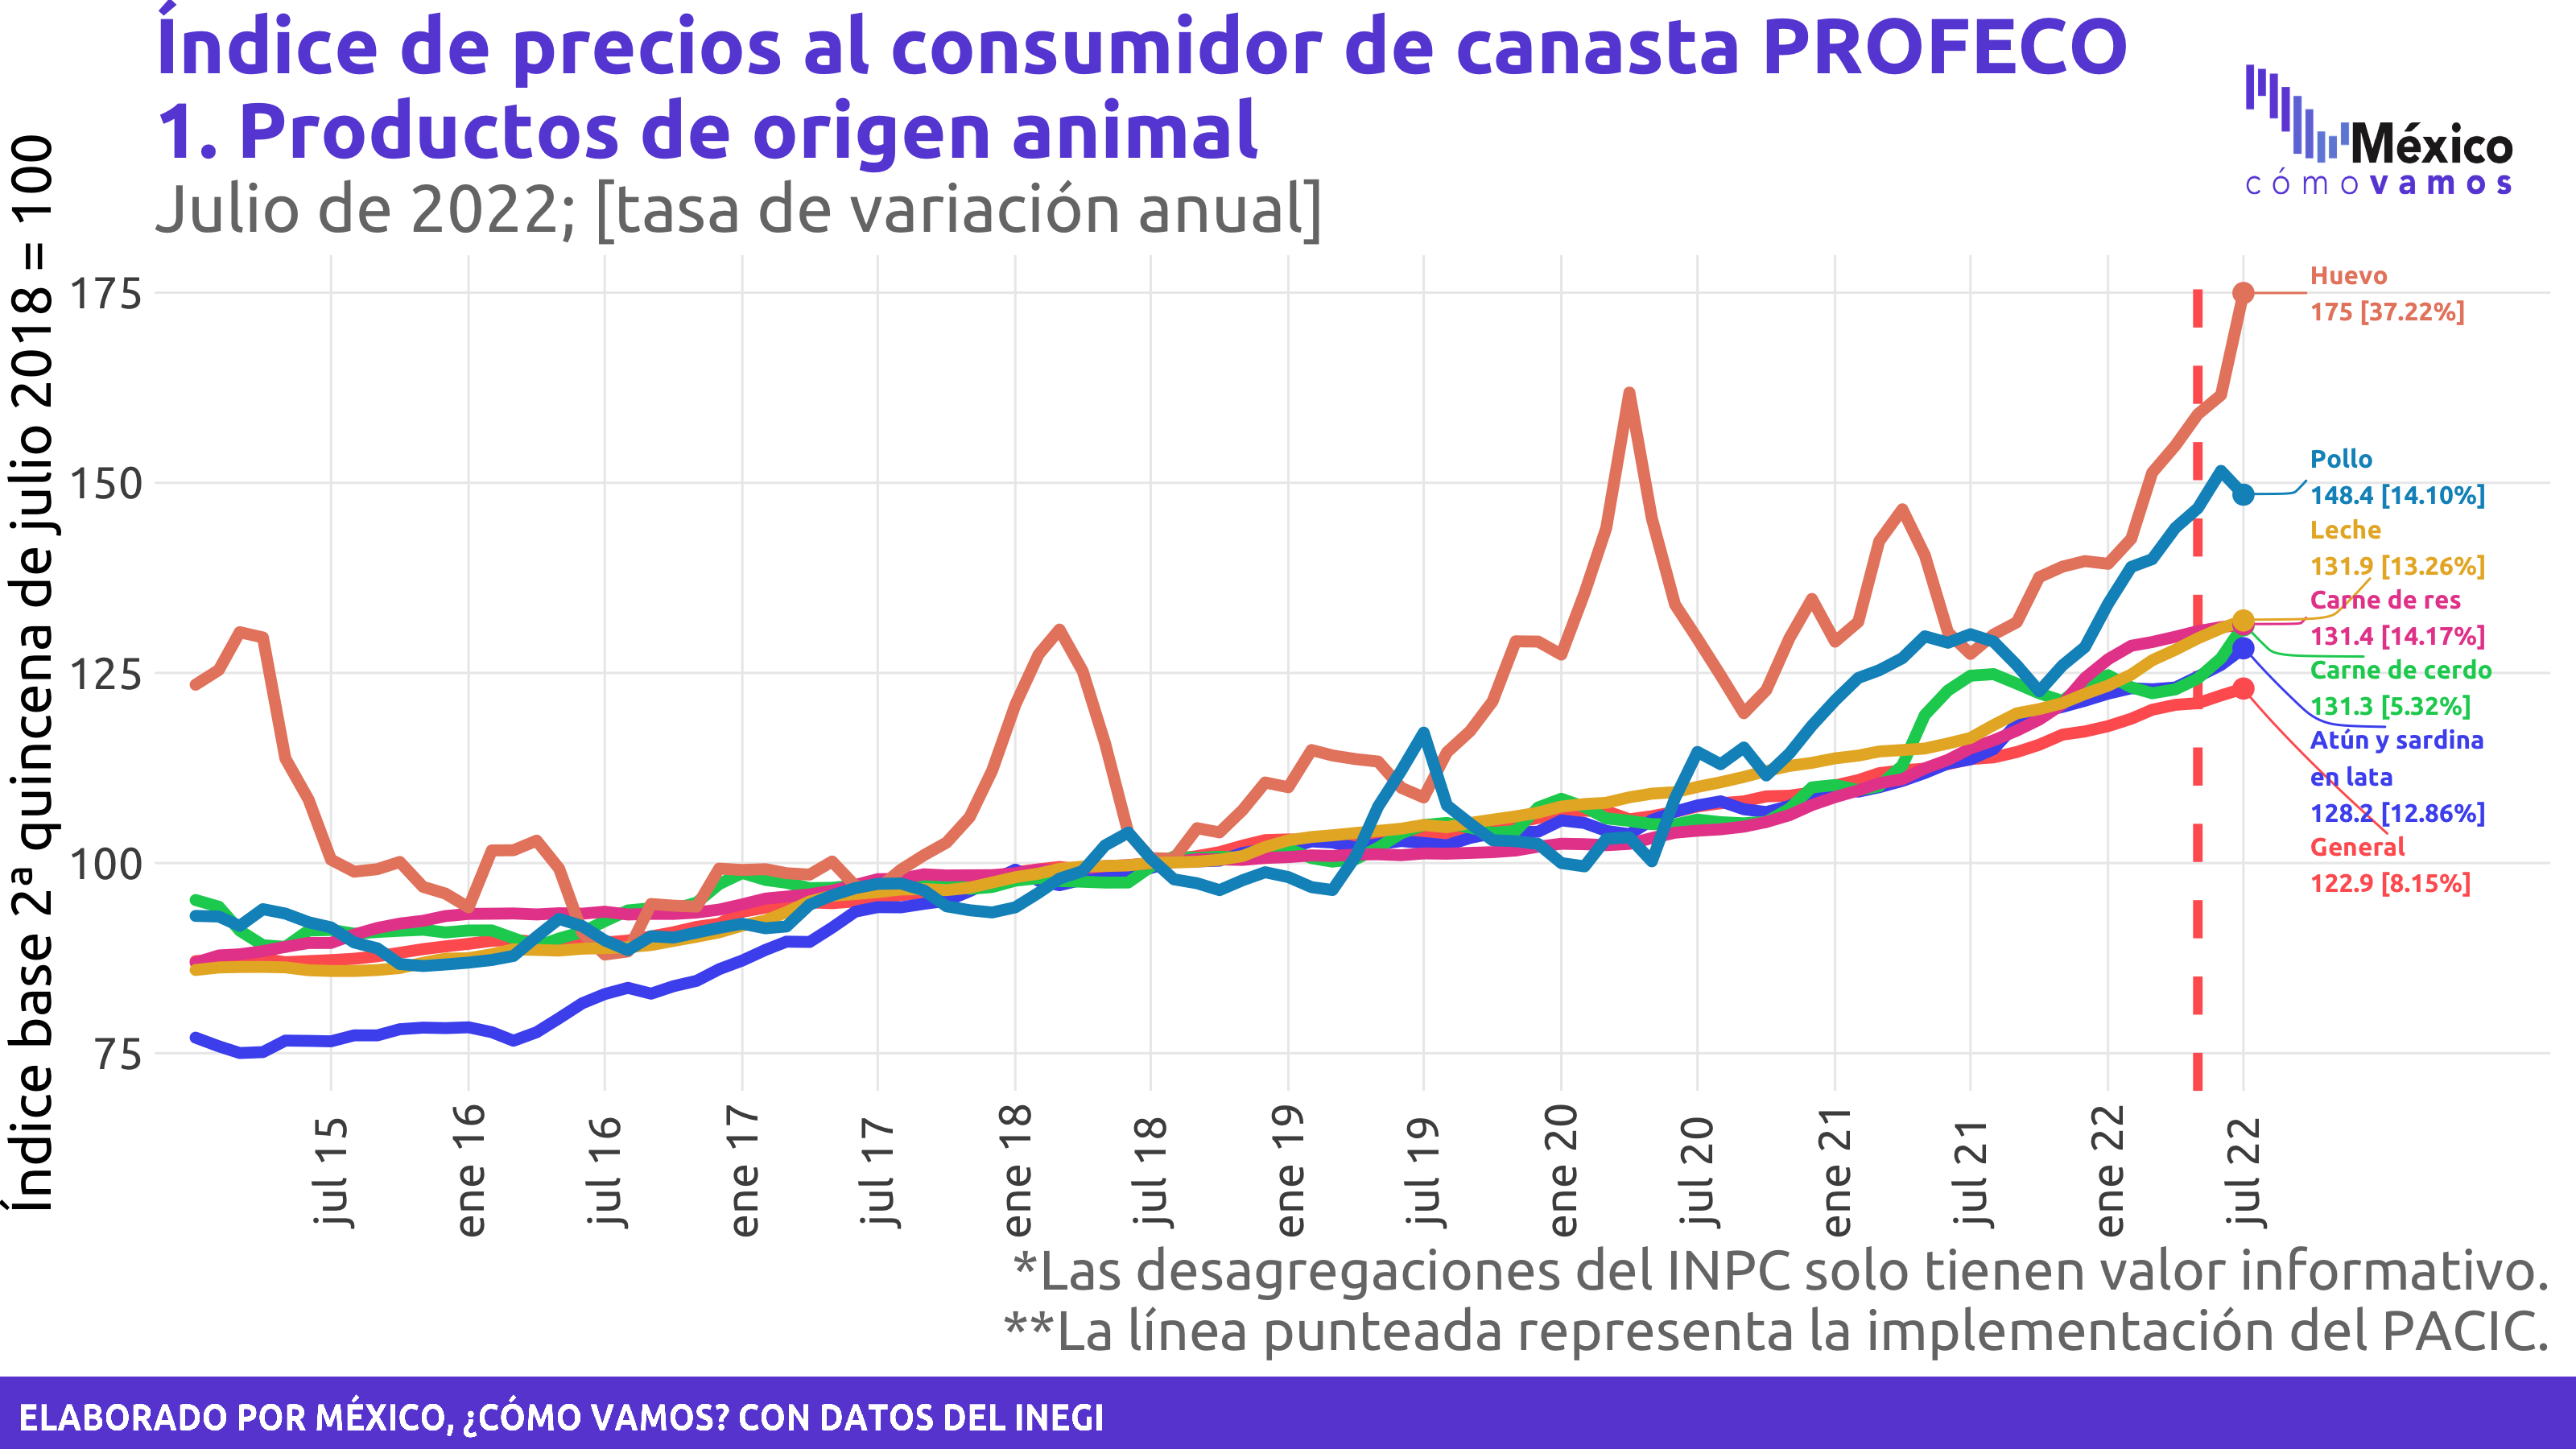 Índice de precios al consumidor de canasta PROFECO
1. Productos de origen animal
Julio de 2022; [tasa de variación anual]
México
cómo vamos
Índice base 2ª quincena de julio 2018 = 100
175
150
125
100
75
Huevo
175 [37.22%]
Pollo
148.4 [14.10%]
Leche
131.9 [13.26%]
Carne de res
131.4 [14.17%]
Carne de cerdo
131.3 [5.32%]
Atún y sardina
en lata
128.2 [12.86%]
General
122.9 [8.15%]
jul 15
ene 16
jul 16
ene 17
jul 17
ene 18
jul 18
ene 19
jul 19
ene 20
jul 20
ene 21
jul 21
ene 22
jul 22
*Las desagregaciones del INPC solo tienen valor informativo.
**La línea punteada representa la implementación del PACIC.
ELABORADO POR MÉXICO, ¿CÓMO VAMOS? CON DATOS DEL INEGI